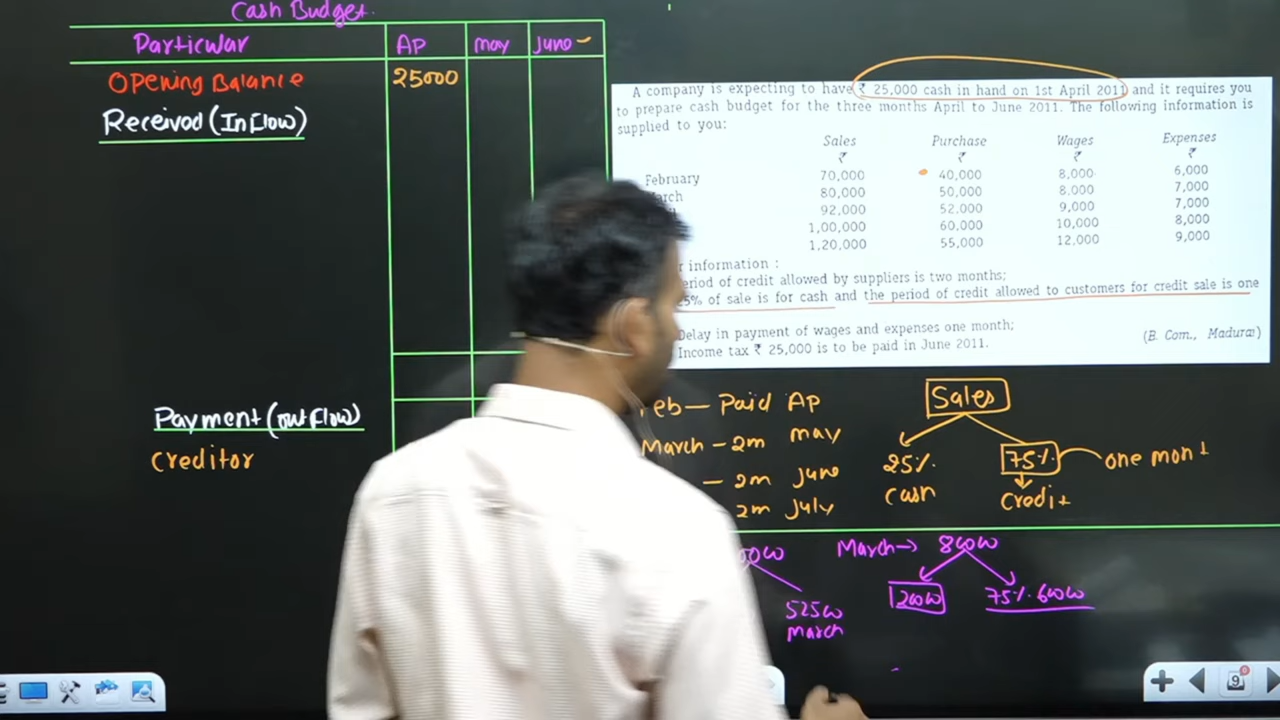 Cash Budget.
Particular AP may June
Opening Balance 25000
Received (Inflow)
Payment (outflow)
Creditor
A company is expecting to have ₹ 25,000 cash in hand on 1st April 2011 and it requires you
to prepare cash budget for the three months April to June 2011. The following information is
supplied to you:
Sales Purchase Wages Expenses
₹ ₹ ₹ ₹
February 70,000 40,000 8,000 6,000
80,000 50,000 8,000 7,000
92,000 52,000 9,000 7,000
1,00,000 60,000 10,000 8,000
1,20,000 55,000 12,000 9,000
information :
of credit allowed by suppliers is two months;
of sale is for cash and the period of credit allowed to customers for credit sale is one
Delay in payment of wages and expenses one month;
Income tax ₹ 25,000 is to be paid in June 2011.
(B. Com., Madurai)
Paid AP
March - 2m may
- 2m June
2m July
Sales
25%. 75%. one mont
cash credit
March → 80000
12000 75%. 60000
52500
March
9